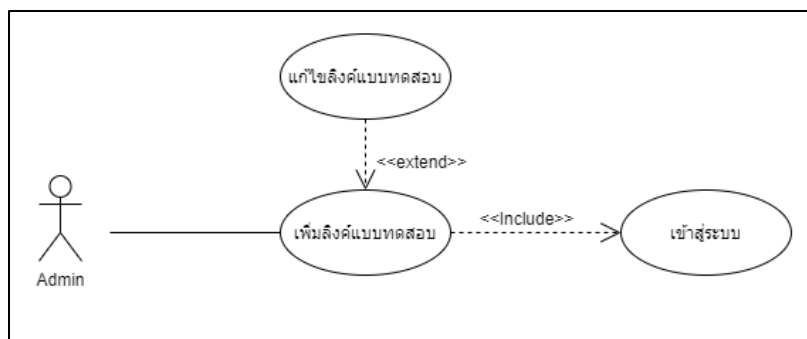 แก้ไขลิงค์แบบทดสอบ
<<extend>>
เพิ่มลิงค์แบบทดสอบ
<<Include>>
เข้าสู่ระบบ
Admin